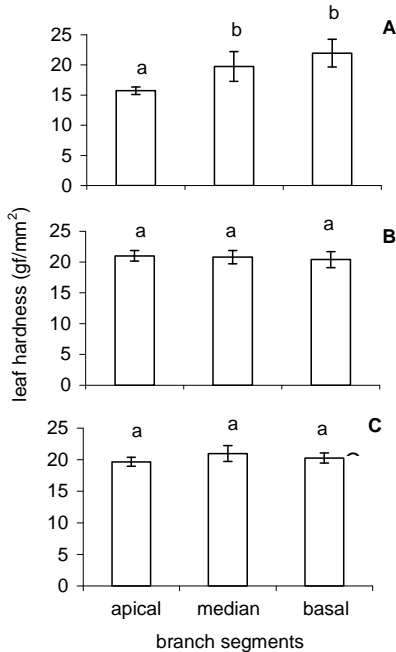 A
a b b
25
20
15
10
5
0
B
a a a
25
20
15
10
5
0
C
a a a
25
20
15
10
5
0
leaf hardness (gf/mm²)
apical median basal
branch segments